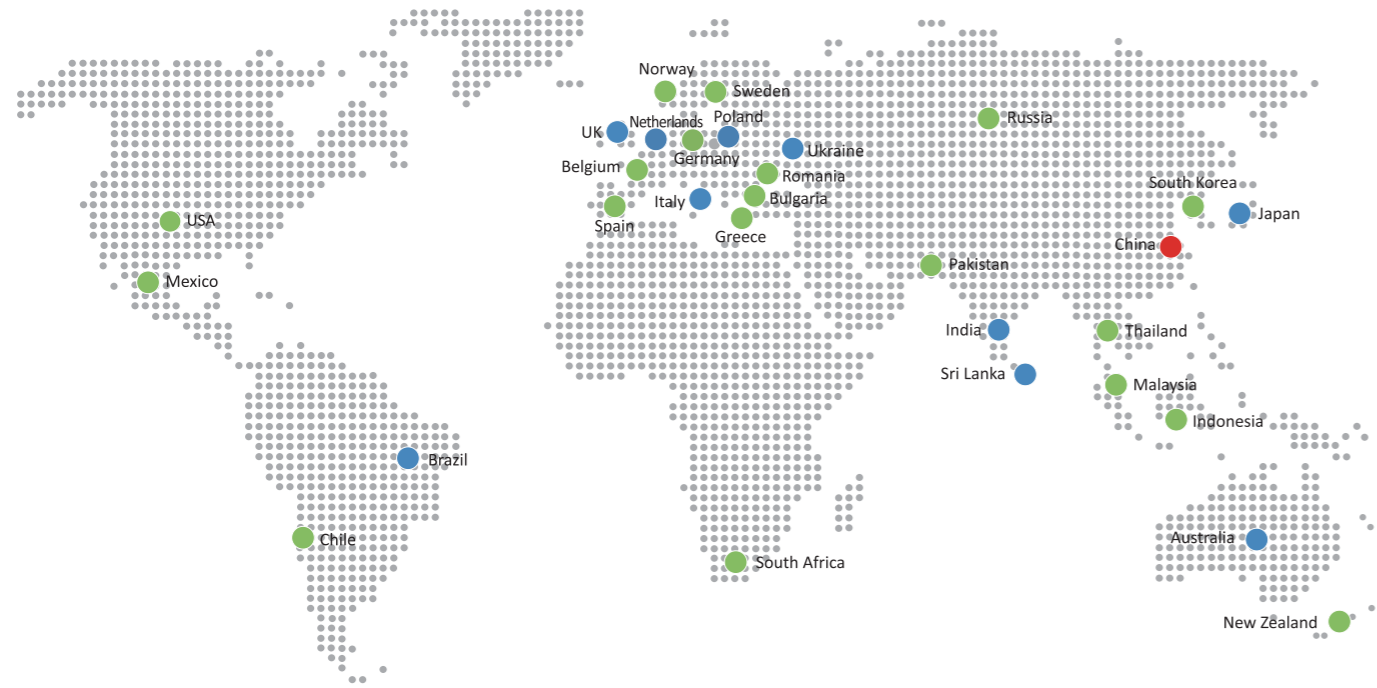 Norway
Sweden
Netherlands
Poland
Russia
UK
Germany
Ukraine
Belgium
Romania
South Korea
Italy
Bulgaria
USA
Spain
Greece
Japan
China
Pakistan
Mexico
India
Thailand
Sri Lanka
Malaysia
Indonesia
Brazil
Chile
Australia
South Africa
New Zealand